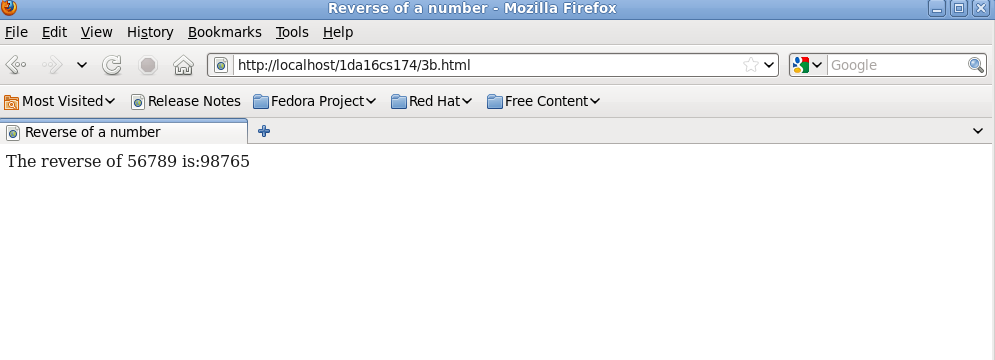 Reverse of a number - Mozilla Firefox
File Edit View History Bookmarks Tools Help
http://localhost/1da16cs174/3b.html Google
Most Visited Release Notes Fedora Project Red Hat Free Content
Reverse of a number
The reverse of 56789 is:98765